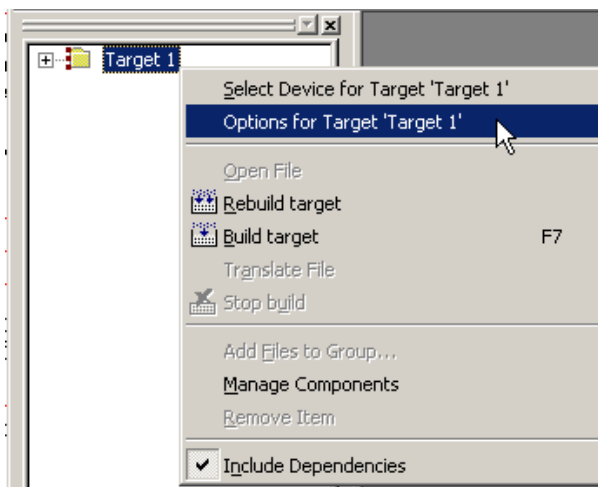 Target 1
Select Device for Target 'Target 1'
Options for Target 'Target 1'
Open File
Rebuild target
Build target F7
Translate File
Stop build
Add Files to Group...
Manage Components
Remove Item
Include Dependencies